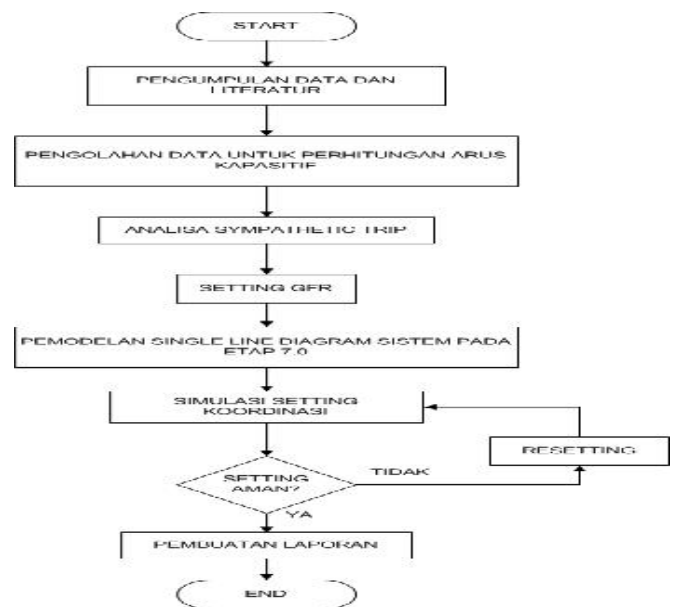 START
PENGUMPULAN DATA DAN
LITERATUR
PENGOLAHAN DATA UNTUK PERHITUNGAN ARUS
KAPASITIF
ANALISA SYMPATHETIC TRIP
SETTING GFR
PEMODELAN SINGLE LINE DIAGRAM SISTEM PADA
ETAP 7.0
SIMULASI SETTING
KOORDINASI
RESETTING
SETTING
AMAN?
TIDAK
YA
PEMBUATAN LAPORAN
END